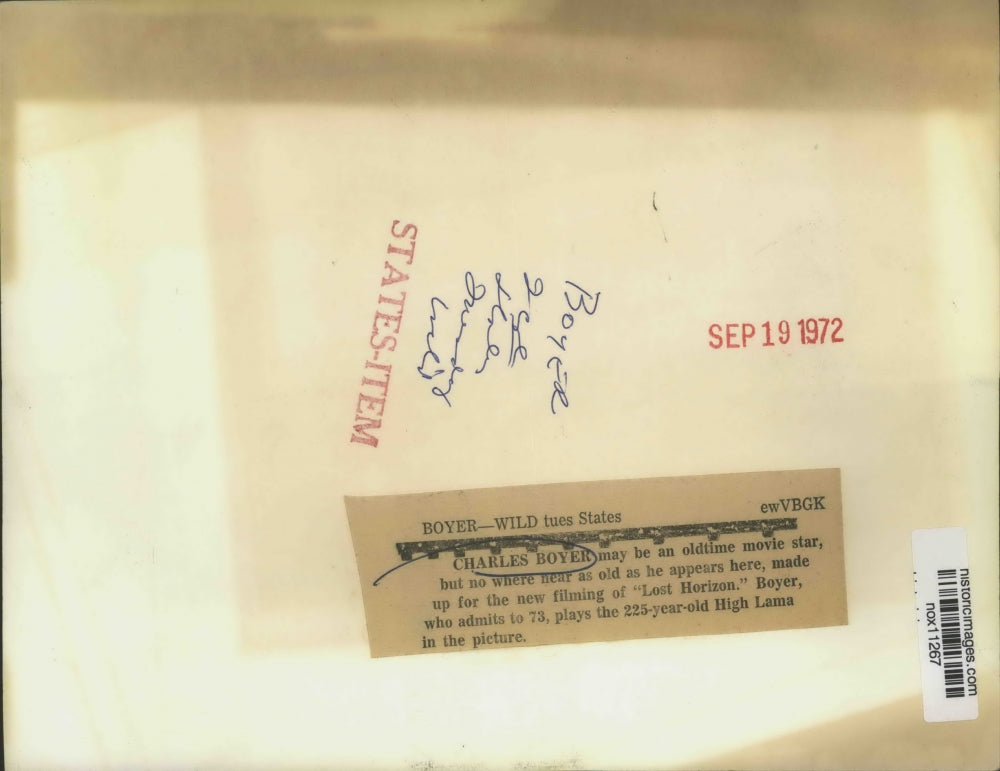 STATES-ITEM
Boyer
2 col
SEP 19 1972
BOYER—WILD tues States
ewVBGK
CHARLES BOYER may be an oldtime movie star,
but no where near as old as he appears here, made
up for the new filming of “Lost Horizon.” Boyer,
who admits to 73, plays the 225-year-old High Lama
in the picture.
historicimages.com
nox11267